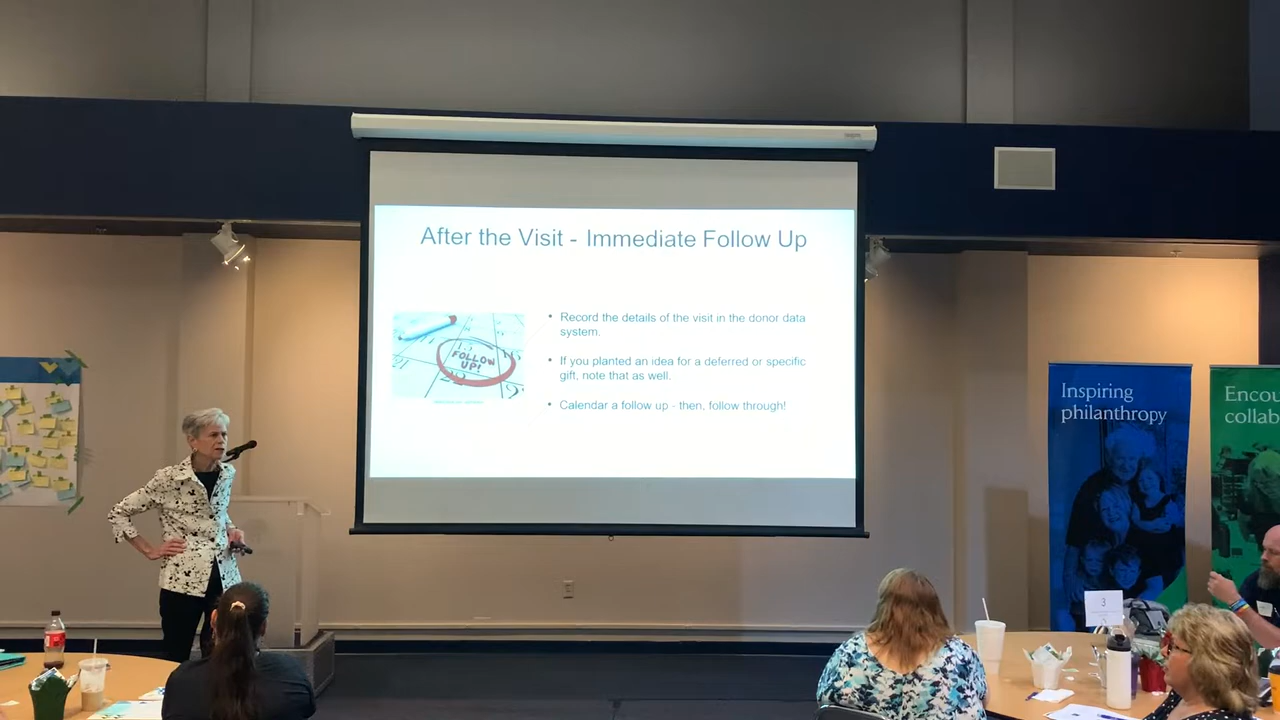 After the Visit - Immediate Follow Up
FOLLOW
UP!
• Record the details of the visit in the donor data
system.
• If you planted an idea for a deferred or specific
gift, note that as well.
• Calendar a follow up - then, follow through!
Inspiring
philanthropy
Encou
collab
3